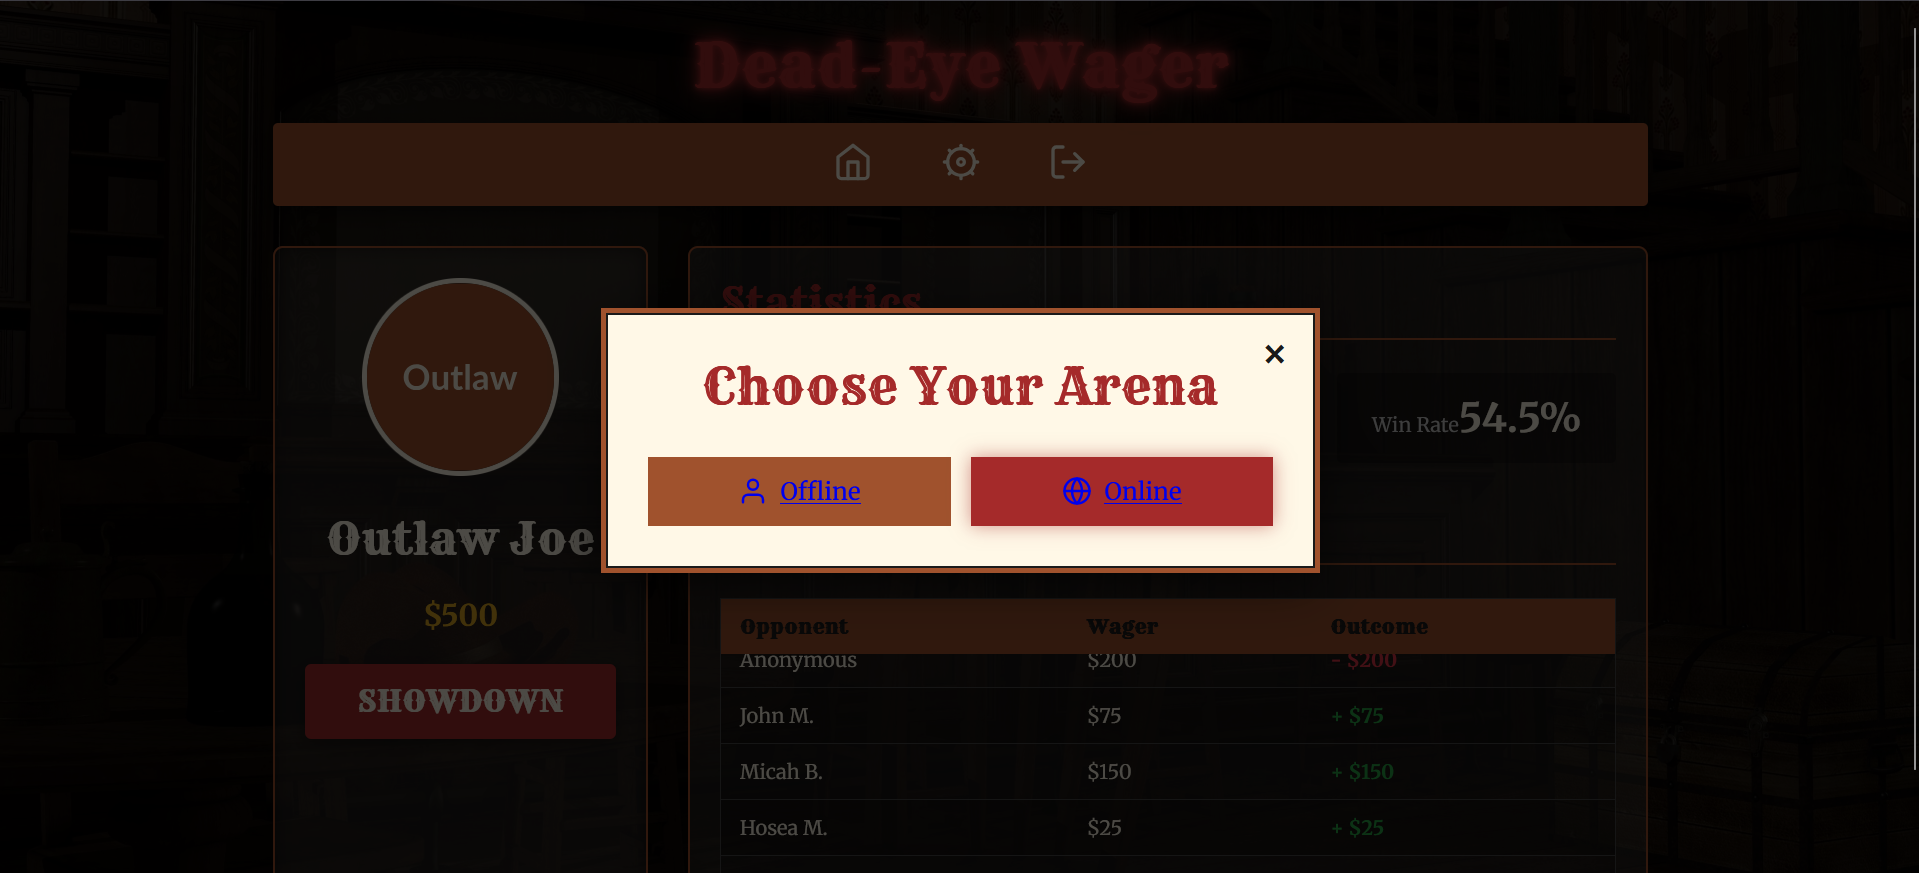 Dead-Eye Wager
Outlaw
Outlaw Joe
$500
SHOWDOWN
Statistics
Win Rate 54.5%
Choose Your Arena
×
Offline
Online
Opponent Wager Outcome
Anonymous $200 - $200
John M. $75 + $75
Micah B. $150 + $150
Hosea M. $25 + $25